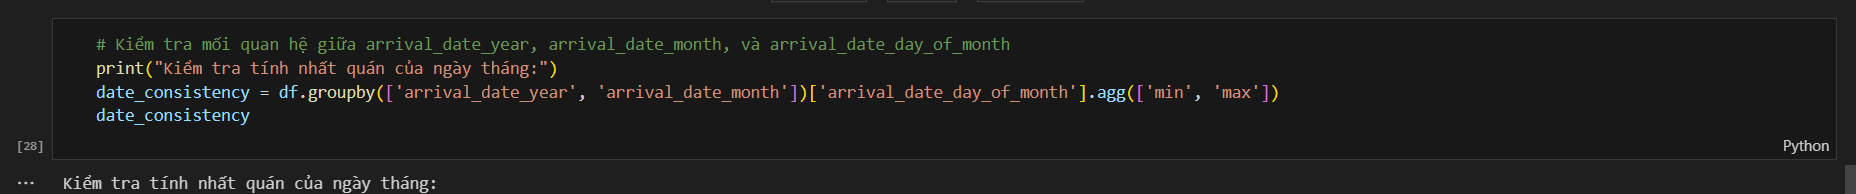 # Kiểm tra mối quan hệ giữa arrival_date_year, arrival_date_month, và arrival_date_day_of_month
print("Kiểm tra tính nhất quán của ngày tháng:")
date_consistency = df.groupby(['arrival_date_year', 'arrival_date_month'])['arrival_date_day_of_month'].agg(['min', 'max'])
date_consistency
[28]
Python
... Kiểm tra tính nhất quán của ngày tháng: